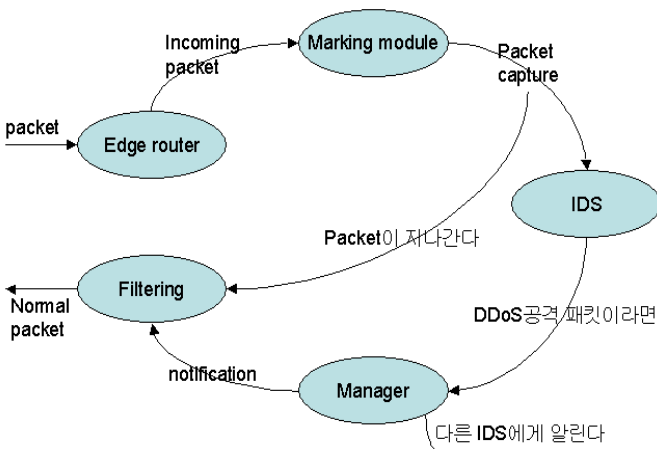 Incoming
packet
Marking module
Packet
capture
packet
Edge router
IDS
Packet이 지나간다
Filtering
Normal
packet
DDoS공격 패킷이라면
notification
Manager
다른 IDS에게 알린다